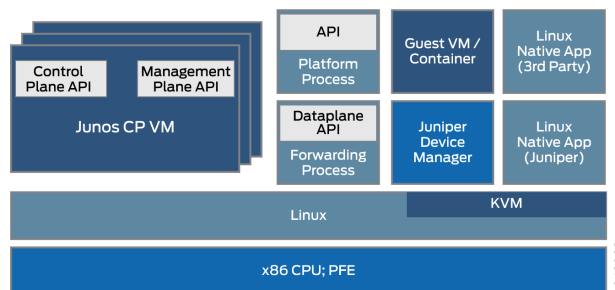 Control
Plane API
Management
Plane API
Junos CP VM
API
Platform
Process
Guest VM /
Container
Linux
Native App
(3rd Party)
Dataplane
API
Forwarding
Process
Juniper
Device
Manager
Linux
Native App
(Juniper)
KVM
Linux
x86 CPU; PFE